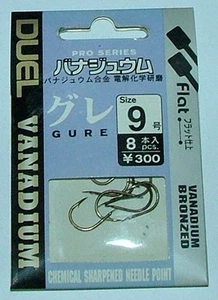 PRO SERIES
バナジュウム
バナジュウム合金 電解化学研磨
グレ
GURE
Size
9号
8本入
pcs.
¥300
DUEL VANADIUM
Flat フラット仕上
VANADIUM
BRONZED
CHEMICAL SHARPENED NEEDLE POINT